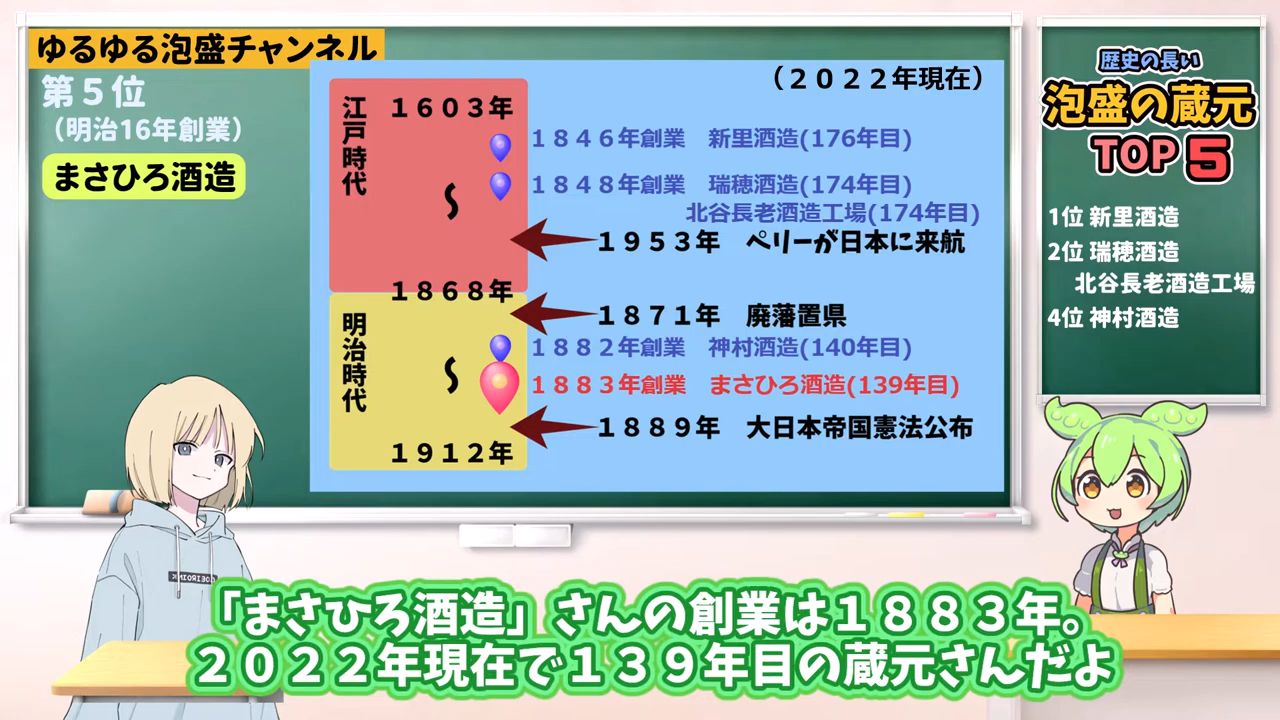 ゆるゆる泡盛チャンネル
第５位
（明治16年創業）
まさひろ酒造
（２０２２年現在）
江戸時代
１６０３年
〜
１８４６年創業　新里酒造(176年目)
１８４８年創業　瑞穂酒造(174年目)
北谷長老酒造工場(174年目)
１９５３年　ペリーが日本に来航
１８６８年
明治時代
〜
１８７１年　廃藩置県
１８８２年創業　神村酒造(140年目)
１８８３年創業　まさひろ酒造(139年目)
１８８９年　大日本帝国憲法公布
１９１２年
歴史の長い
泡盛の蔵元
TOP５
1位 新里酒造
2位 瑞穂酒造
北谷長老酒造工場
4位 神村酒造
「まさひろ酒造」さんの創業は１８８３年。
２０２２年現在で１３９年目の蔵元さんだよ